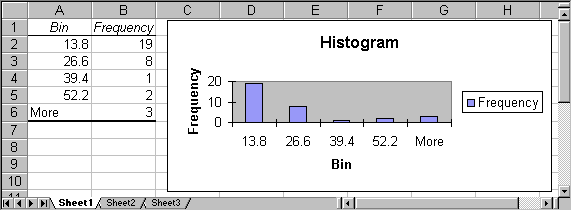 A B C D E F G H
1 Bin Frequency
2 13.8 19
3 26.6 8
4 39.4 1
5 52.2 2
6 More 3
7
8
9
10
Histogram
Frequency
20
10
0
13.8 26.6 39.4 52.2 More
Bin
Frequency
Sheet1 Sheet2 Sheet3